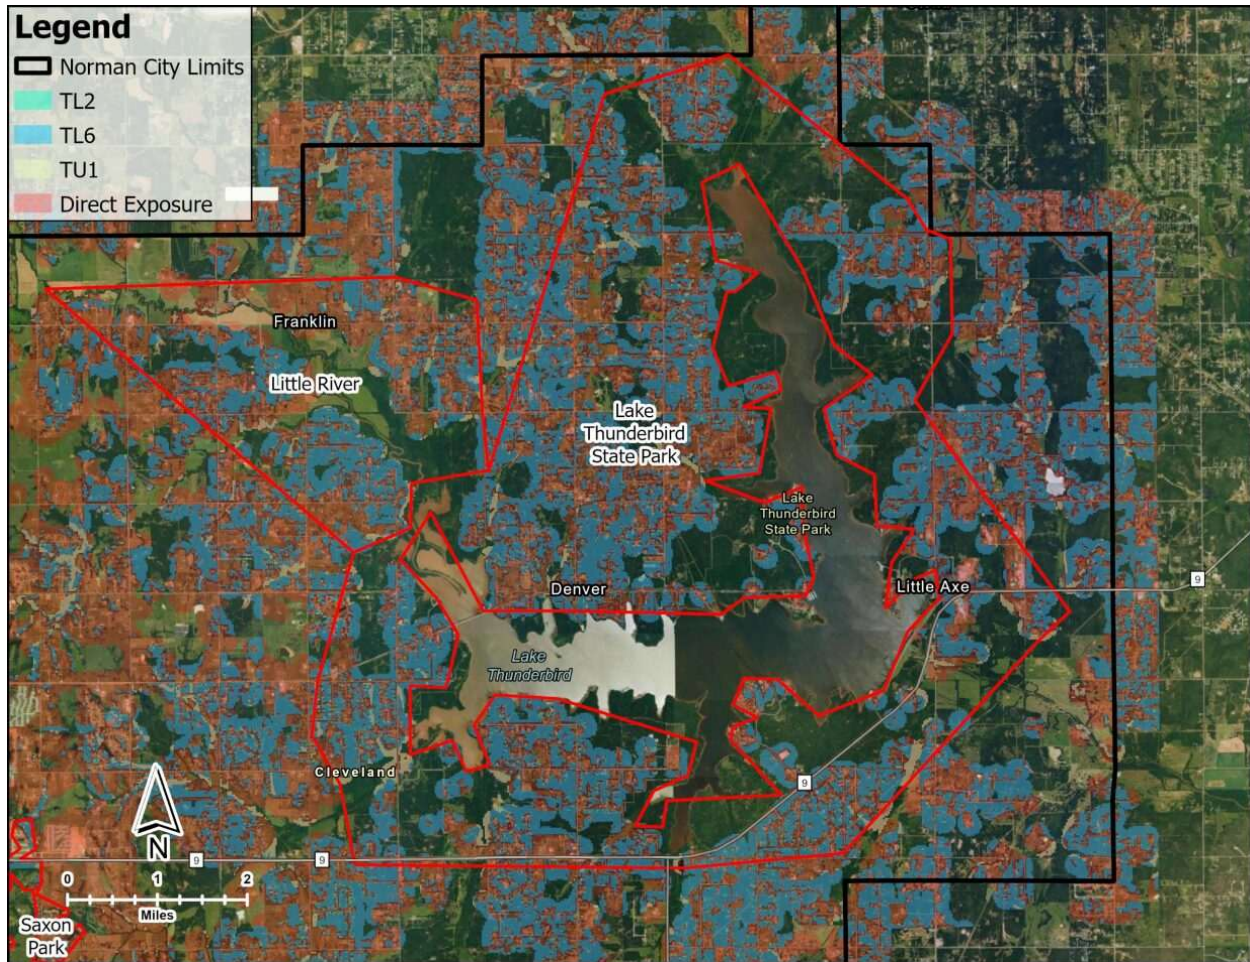 Legend
Norman City Limits
TL2
TL6
TU1
Direct Exposure
Franklin
Little River
Lake
Thunderbird
State Park
Lake
Thunderbird
State Park
Denver
Little Axe
9
Lake
Thunderbird
Cleveland
9
N
9
9
0 1 2
Miles
Saxon
Park